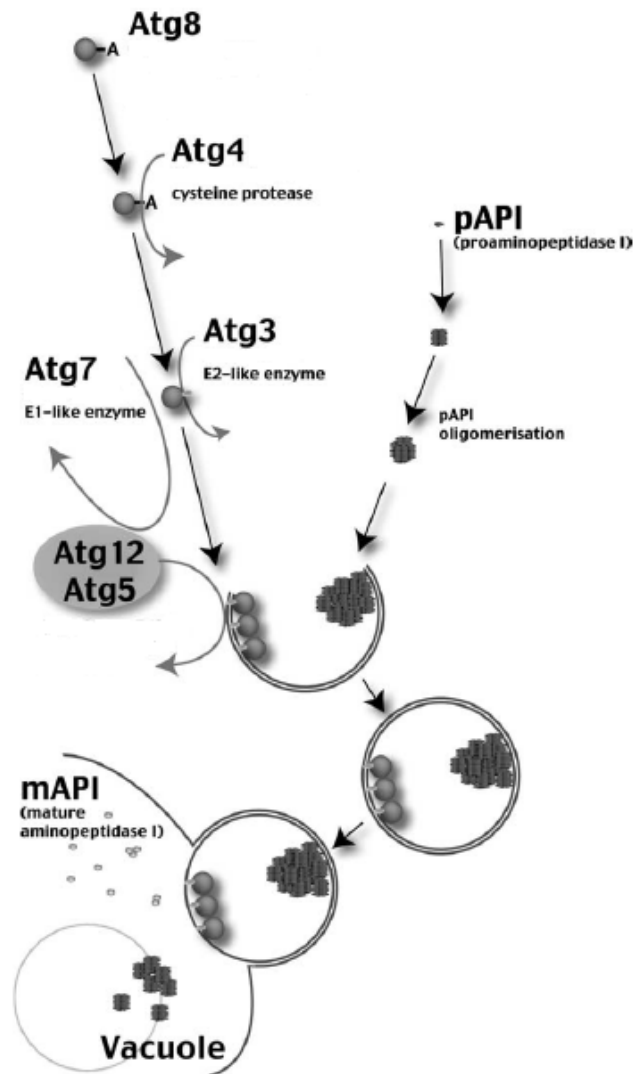 Atg8
A
Atg4
cysteine protease
A
pAPI
(proaminopeptidase I)
Atg3
E2-like enzyme
Atg7
E1-like enzyme
pAPI
oligomerisation
Atg12
Atg5
mAPI
(mature
aminopeptidase I)
Vacuole